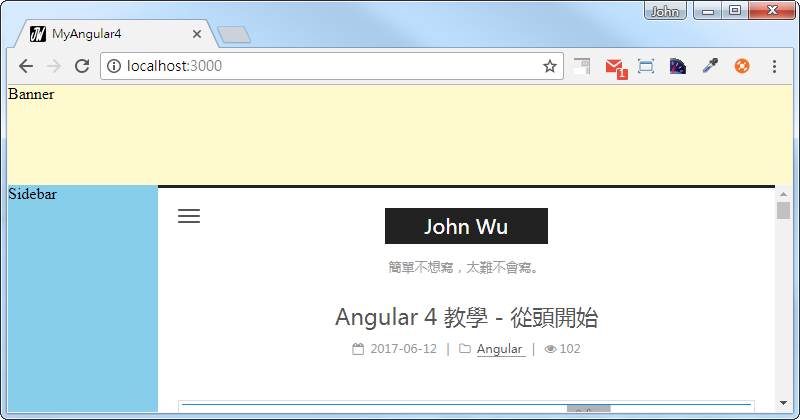 John
JW MyAngular4
localhost:3000
1
Banner
Sidebar
John Wu
簡單不想寫，太難不會寫。
Angular 4 教學 - 從頭開始
2017-06-12 | Angular | 102